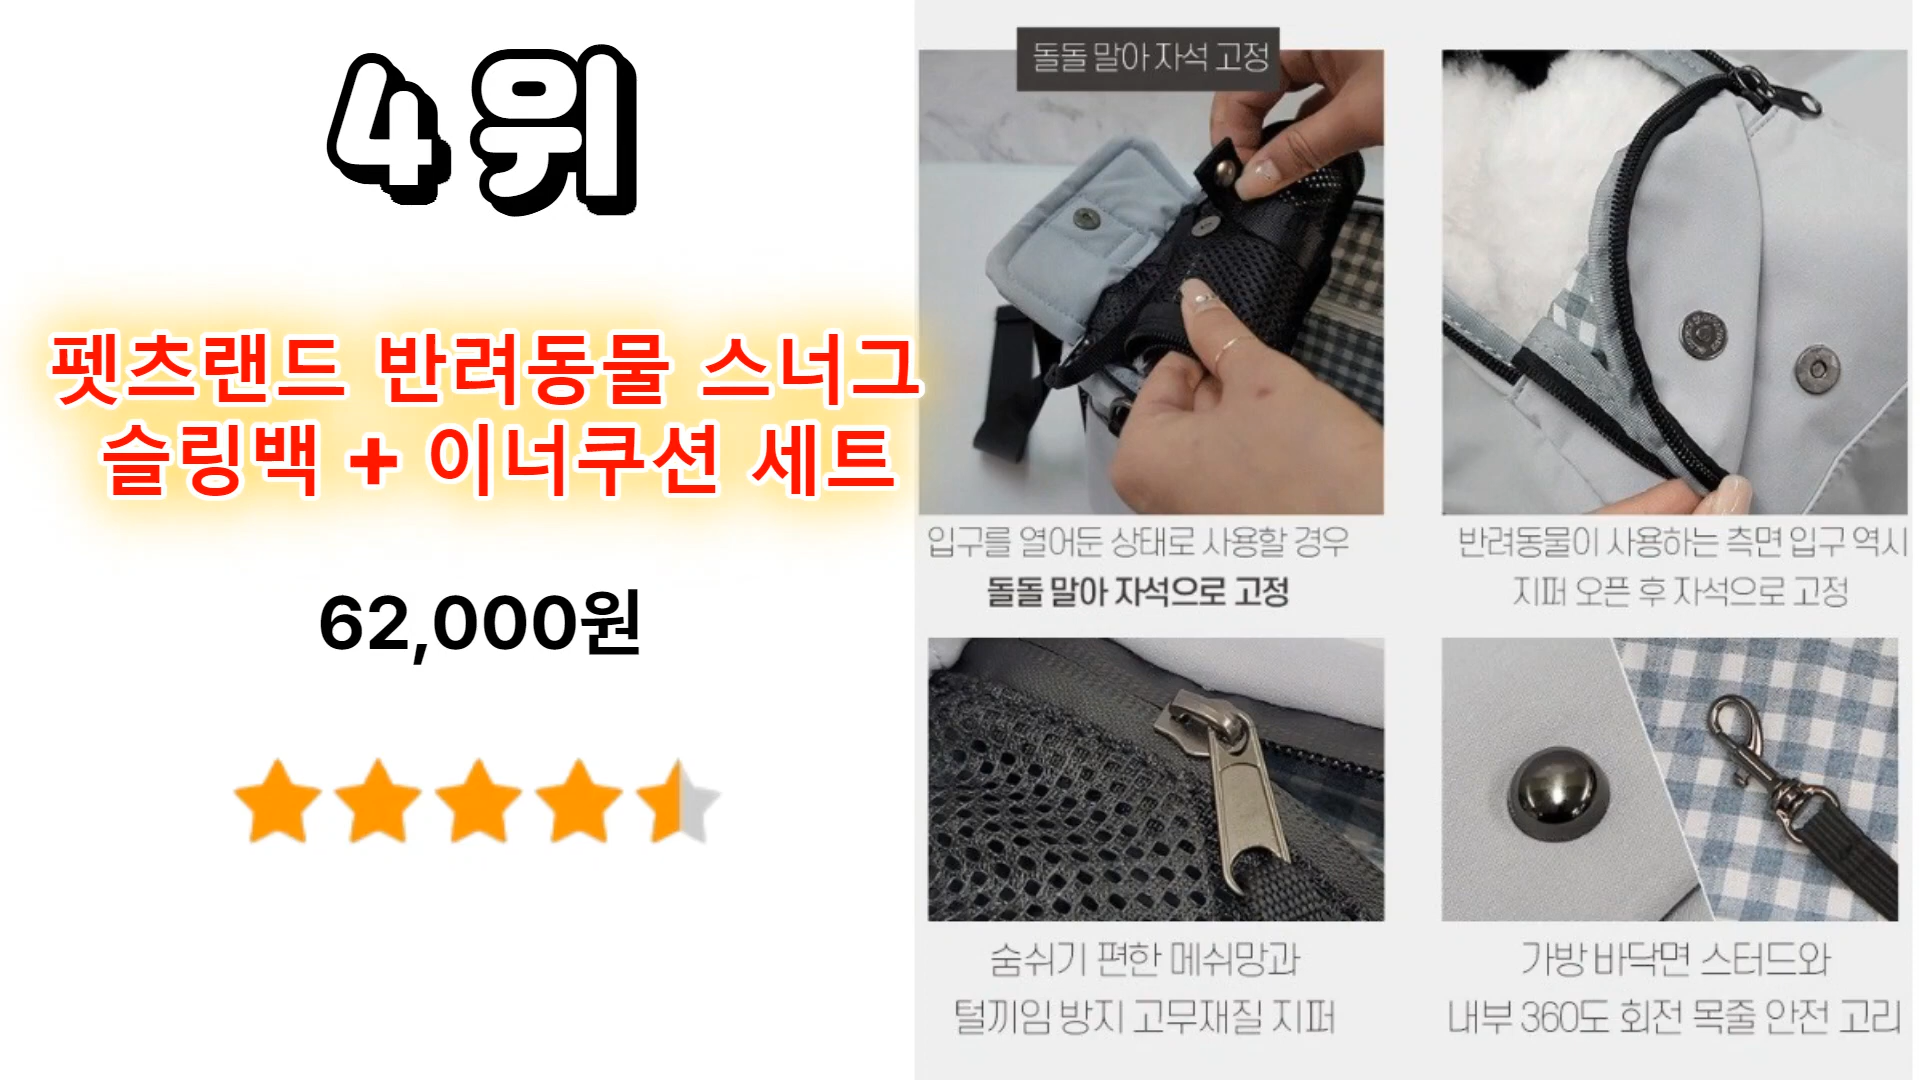 4위
펫츠랜드 반려동물 스너그
슬링백 + 이너쿠션 세트
62,000원
돌돌 말아 자석 고정
입구를 열어둔 상태로 사용할 경우
돌돌 말아 자석으로 고정
반려동물이 사용하는 측면 입구 역시
지퍼 오픈 후 자석으로 고정
숨쉬기 편한 메쉬망과
털끼임 방지 고무재질 지퍼
가방 바닥면 스터드와
내부 360도 회전 목줄 안전 고리